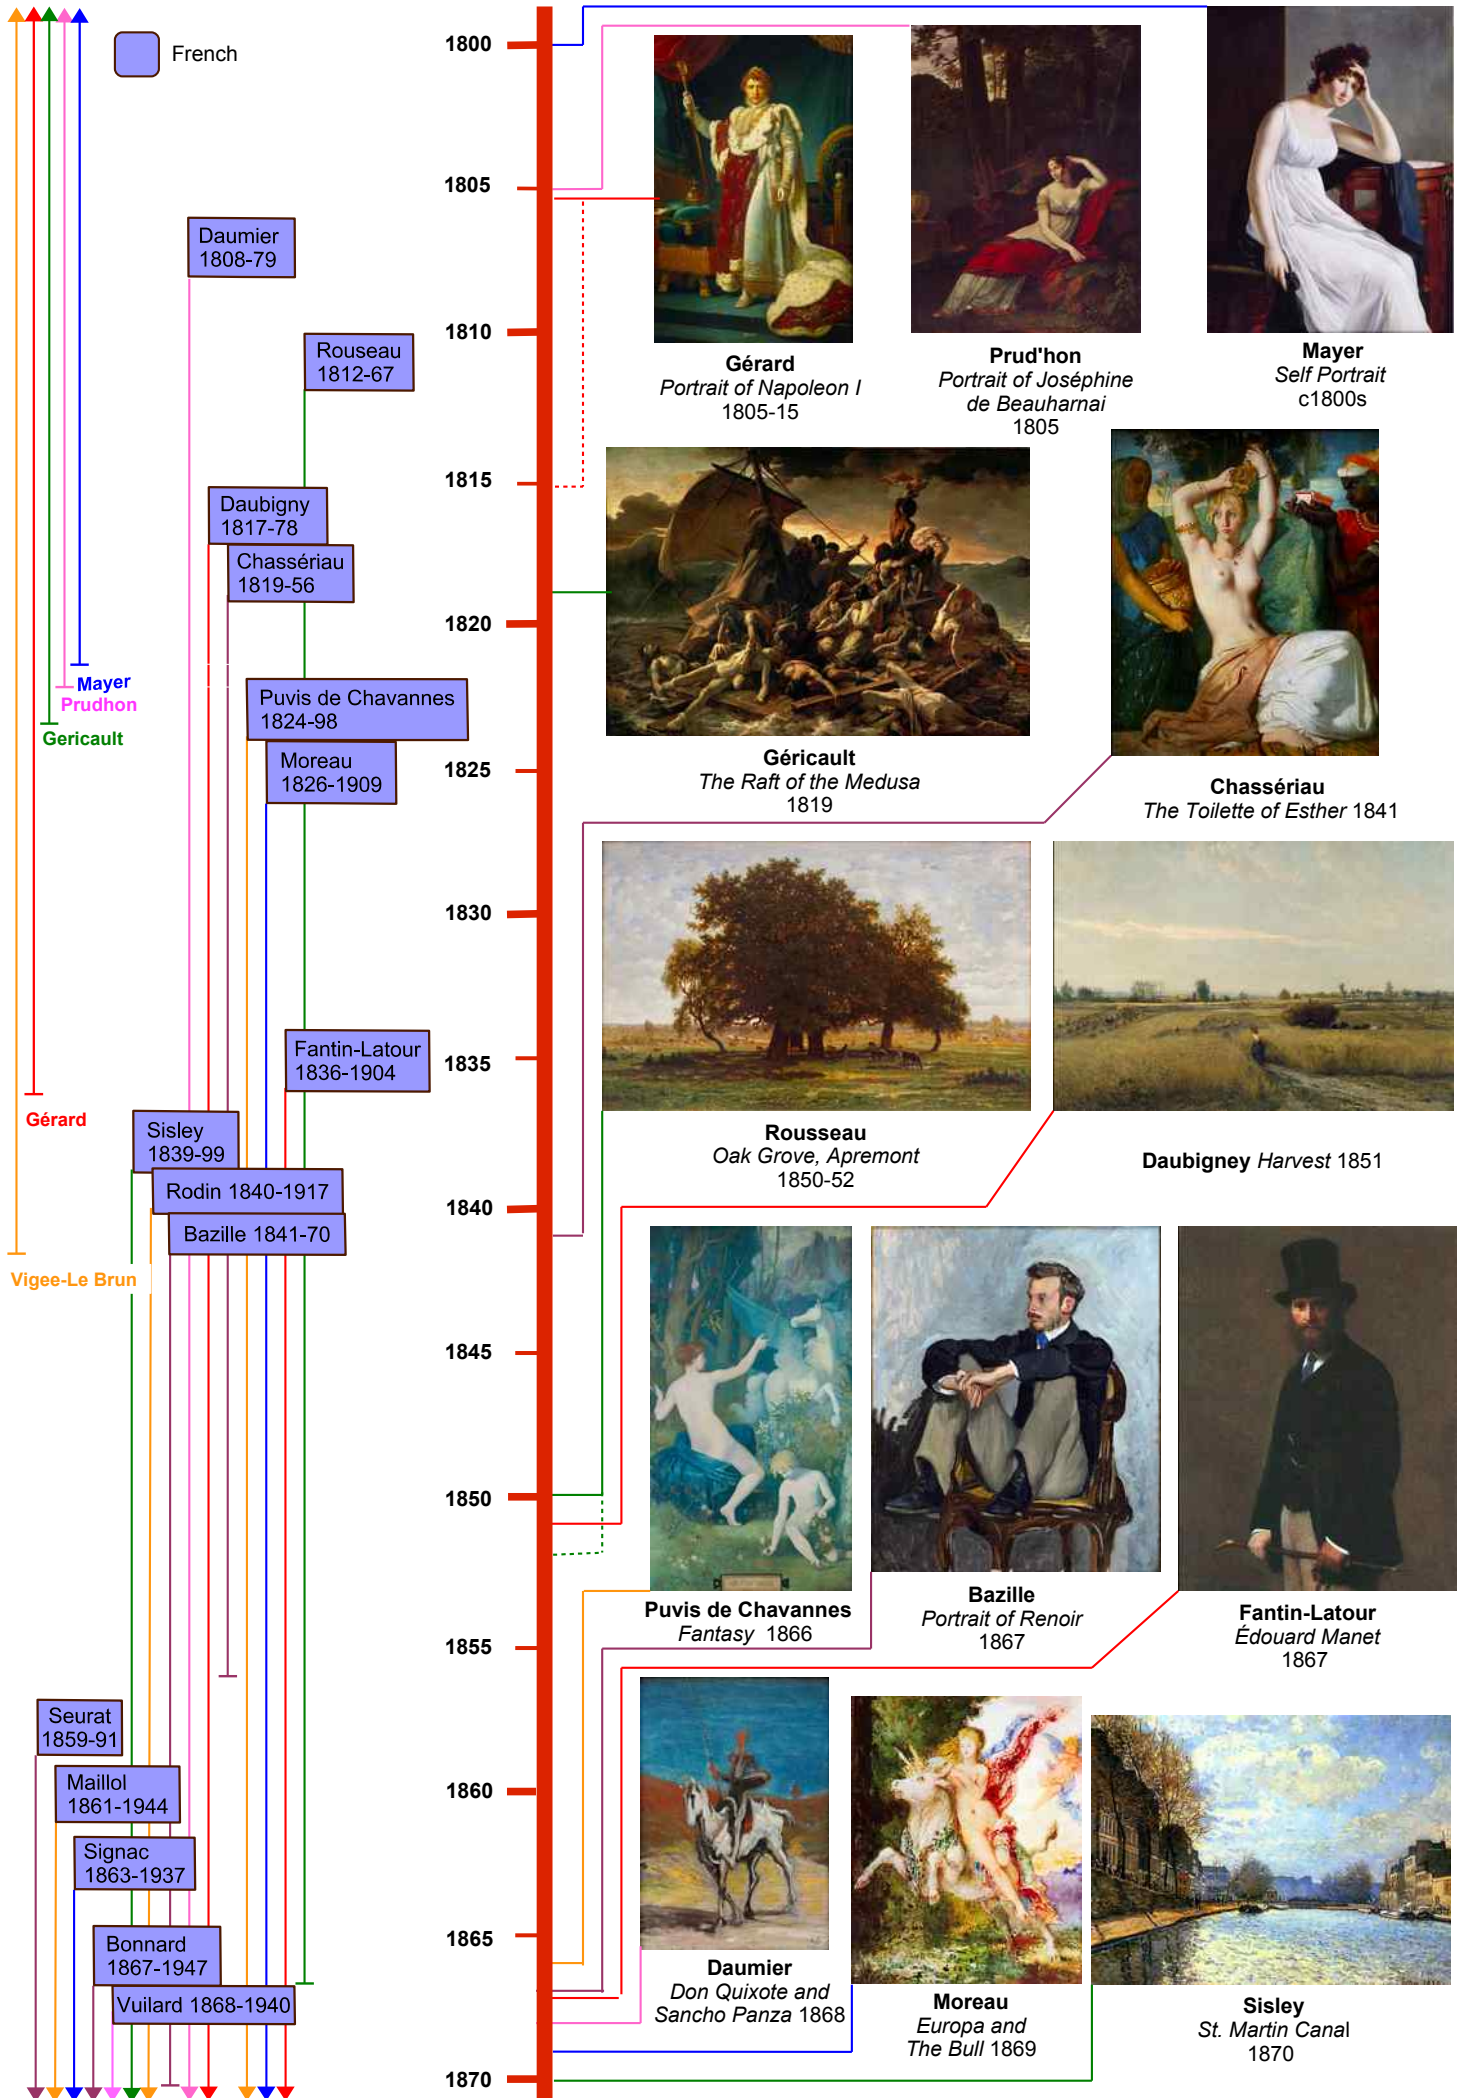 French
1800
1805
1810
1815
1820
1825
1830
1835
1840
1845
1850
1855
1860
1865
1870
Daumier
1808-79
Rouseau
1812-67
Daubigny
1817-78
Chassériau
1819-56
Mayer
Prudhon
Gericault
Puvis de Chavannes
1824-98
Moreau
1826-1909
Fantin-Latour
1836-1904
Gérard
Sisley
1839-99
Rodin 1840-1917
Bazille 1841-70
Vigee-Le Brun
Seurat
1859-91
Maillol
1861-1944
Signac
1863-1937
Bonnard
1867-1947
Vuilard 1868-1940
Gérard
Portrait of Napoleon I
1805-15
Prud'hon
Portrait of Joséphine
de Beauharnai
1805
Mayer
Self Portrait
c1800s
Géricault
The Raft of the Medusa
1819
Chassériau
The Toilette of Esther 1841
Rousseau
Oak Grove, Apremont
1850-52
Daubigney Harvest 1851
Puvis de Chavannes
Fantasy 1866
Bazille
Portrait of Renoir
1867
Fantin-Latour
Édouard Manet
1867
Daumier
Don Quixote and
Sancho Panza 1868
Moreau
Europa and
The Bull 1869
Sisley
St. Martin Canal
1870